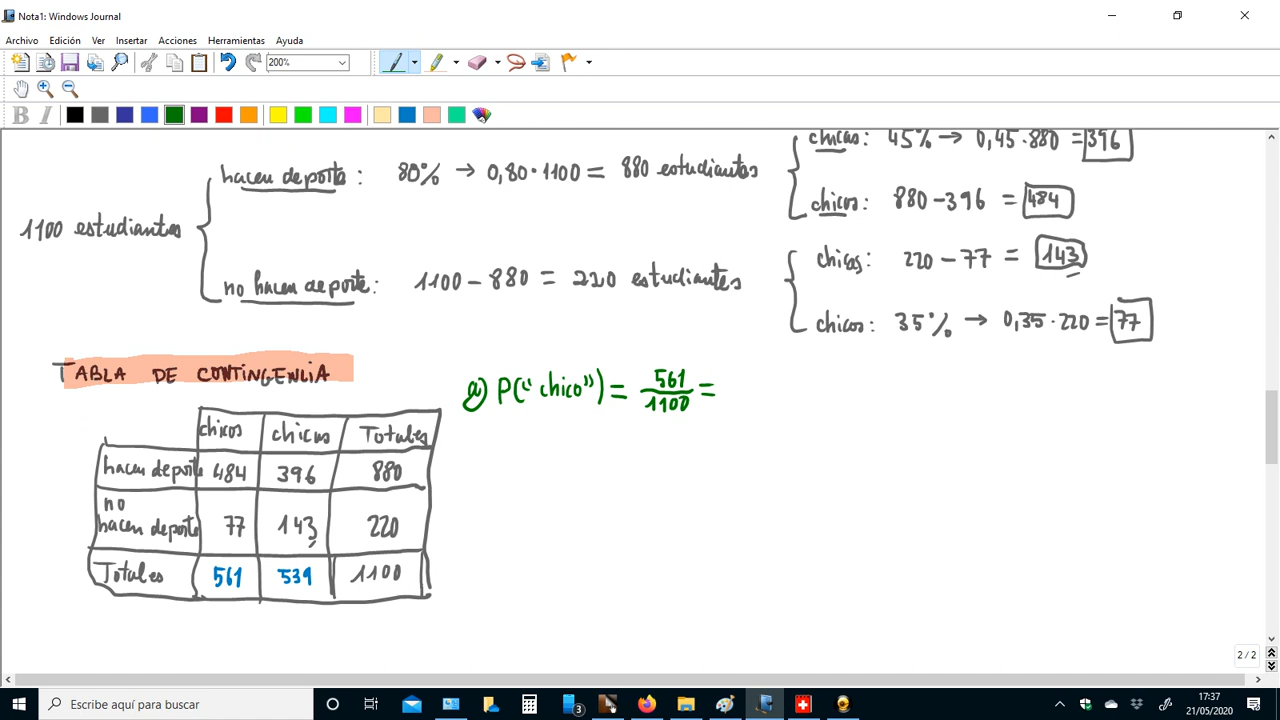 Nota1: Windows Journal
Archivo Edición Ver Insertar Acciones Herramientas Ayuda
200%
B I
1100 estudiantes
hacen deporte: 80% → 0,80·1100 = 880 estudiantes
chicas: 45% → 0,45·880 = 396
chicos: 880 - 396 = 484
no hacen deporte: 1100 - 880 = 220 estudiantes
chicas: 220 - 77 = 143
chicos: 35% → 0,35·220 = 77
TABLA DE CONTINGENCIA
a) P("chico") = 561/1100 =
chicos chicas Totales
hacen deporte 484 396 880
no hacen deporte 77 143 220
Totales 561 539 1100
2 / 2
Escribe aquí para buscar
3
17:37
21/05/2020